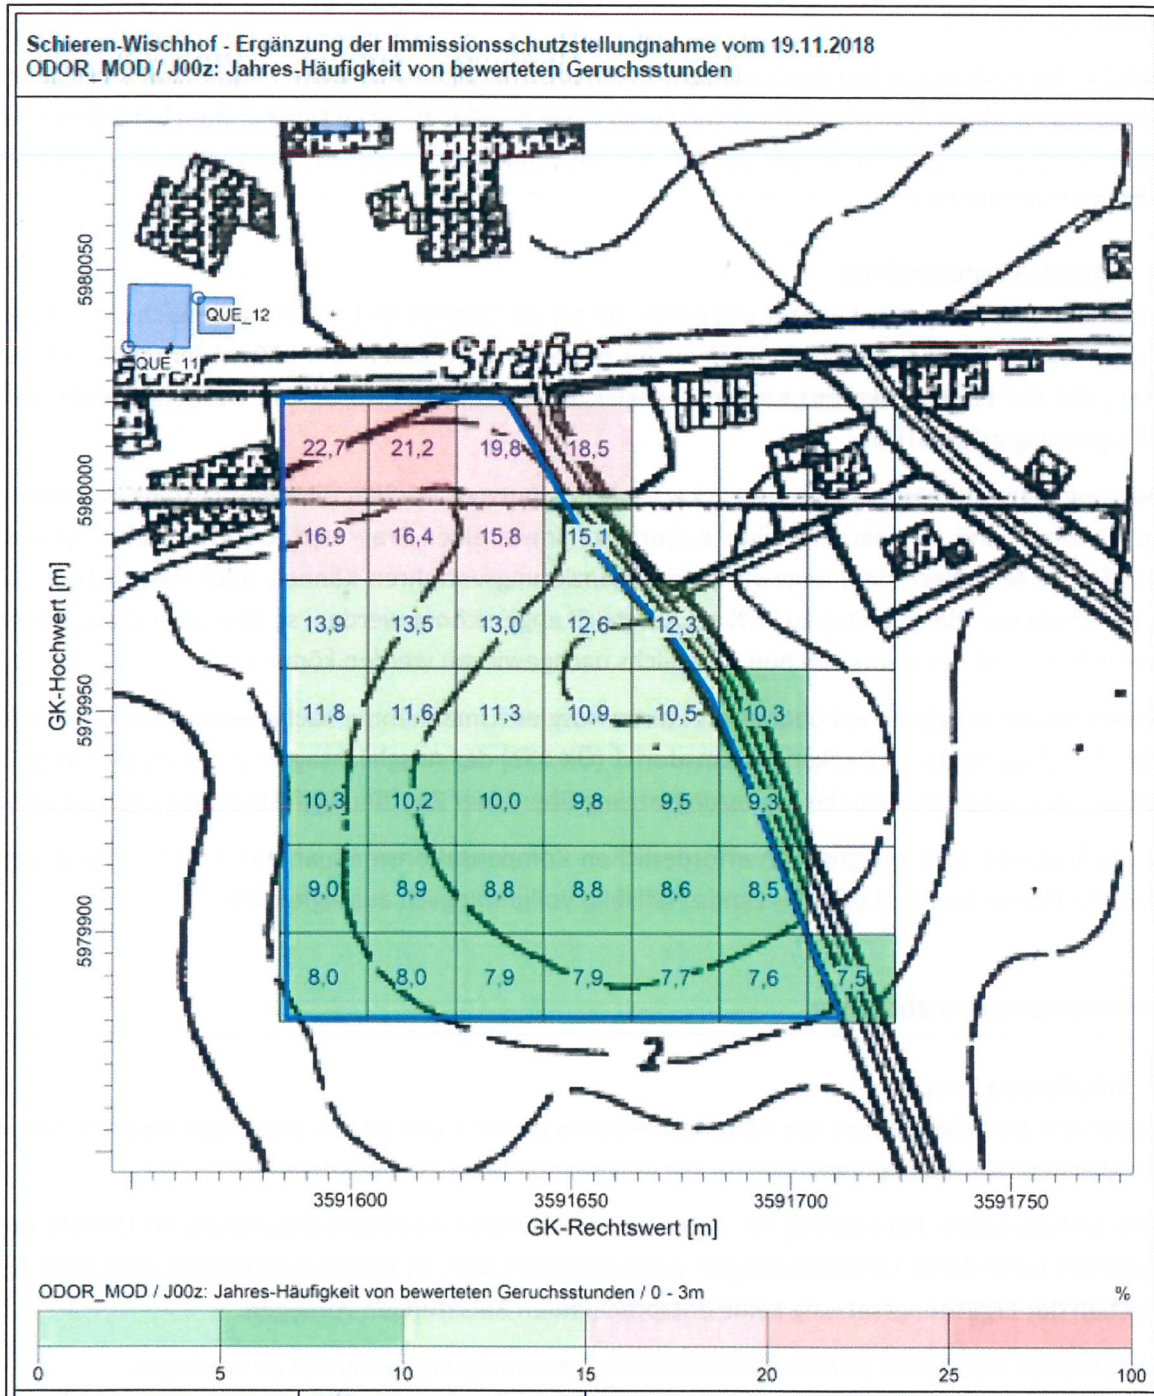 Schieren-Wischhof - Ergänzung der Immissionsschutzstellungnahme vom 19.11.2018
ODOR_MOD / J00z: Jahres-Häufigkeit von bewerteten Geruchsstunden
5980050
QUE_12
QUE_11
Straße
22,7 21,2 19,8 18,5
5980000
16,9 16,4 15,8 15,1
13,9 13,5 13,0 12,6 12,3
GK-Hochwert [m]
5979950
11,8 11,6 11,3 10,9 10,5 10,3
10,3 10,2 10,0 9,8 9,5 9,3
9,0 8,9 8,8 8,8 8,6 8,5
5979900
8,0 8,0 7,9 7,9 7,7 7,6 7,5
2
3591600 3591650 3591700 3591750
GK-Rechtswert [m]
ODOR_MOD / J00z: Jahres-Häufigkeit von bewerteten Geruchsstunden / 0 - 3m %
0 5 10 15 20 25 100